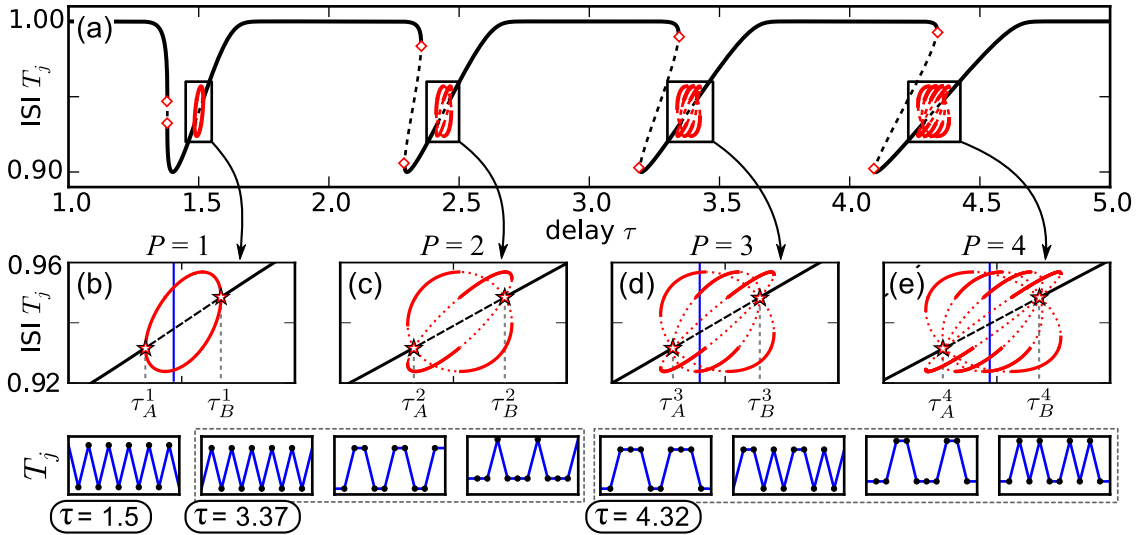 1.00
(a)
ISI T_j
0.90
1.0 1.5 2.0 2.5 3.0 3.5 4.0 4.5 5.0
delay τ
P = 1 P = 2 P = 3 P = 4
0.96
(b) (c) (d) (e)
ISI T_j
0.92
τ_A^1 τ_B^1 τ_A^2 τ_B^2 τ_A^3 τ_B^3 τ_A^4 τ_B^4
T_j
τ = 1.5 τ = 3.37 τ = 4.32